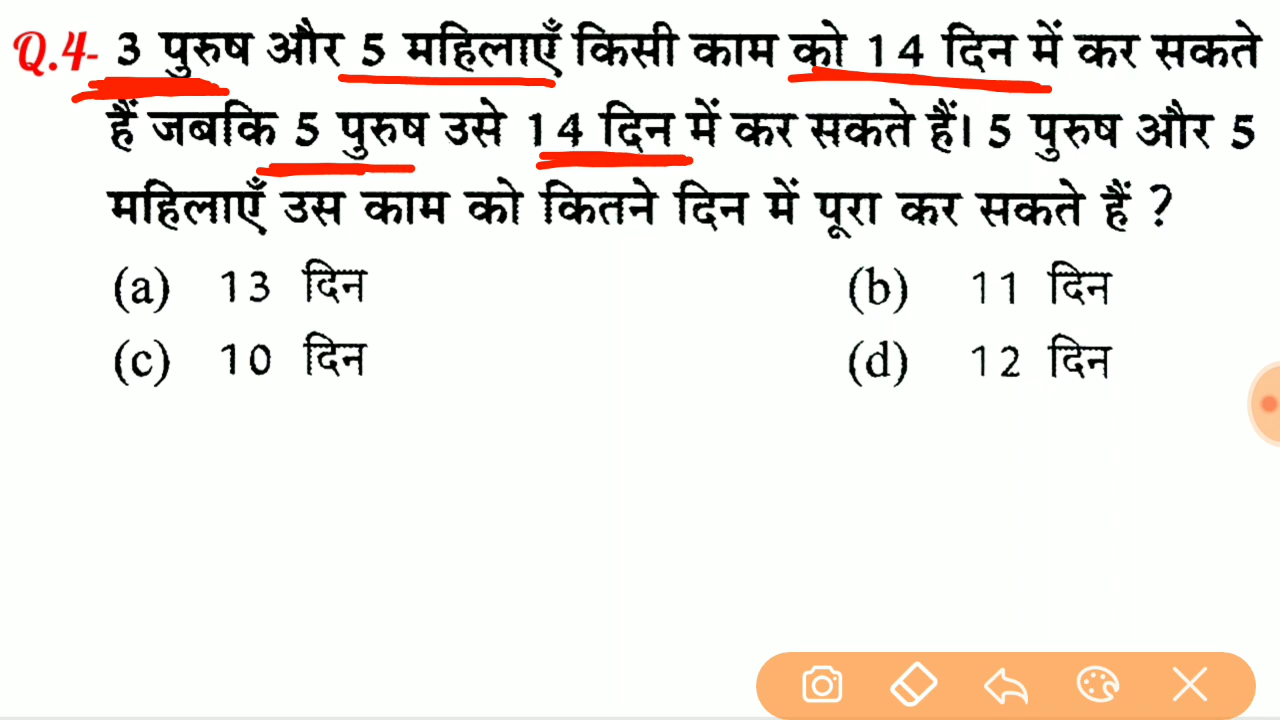 Q.4- 3 पुरुष और 5 महिलाएँ किसी काम को 14 दिन में कर सकते
हैं जबकि 5 पुरुष उसे 14 दिन में कर सकते हैं। 5 पुरुष और 5
महिलाएँ उस काम को कितने दिन में पूरा कर सकते हैं ?
(a) 13 दिन (b) 11 दिन
(c) 10 दिन (d) 12 दिन